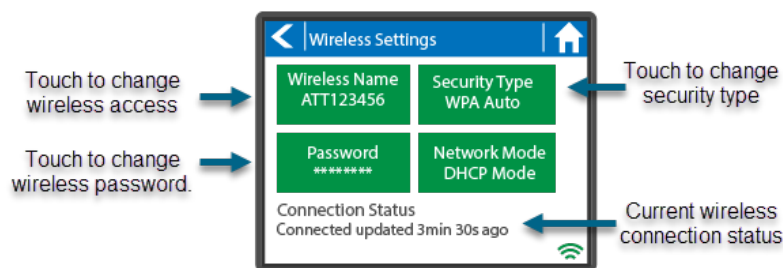 Wireless Settings
Touch to change
wireless access
Wireless Name
ATT123456
Security Type
WPA Auto
Touch to change
security type
Touch to change
wireless password.
Password
********
Network Mode
DHCP Mode
Connection Status
Connected updated 3min 30s ago
Current wireless
connection status